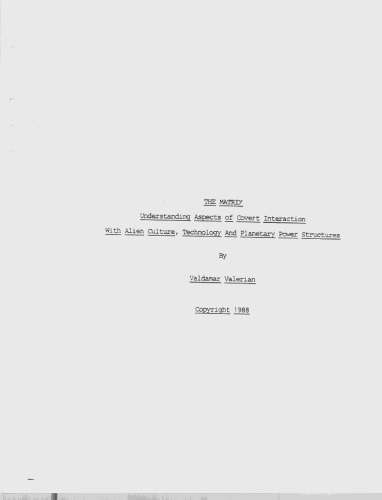 THE MATRIX
Understanding Aspects of Covert Interaction
With Alien Culture, Technology And Planetary Power Structures
By
Valdamar Valerian
Copyright 1988